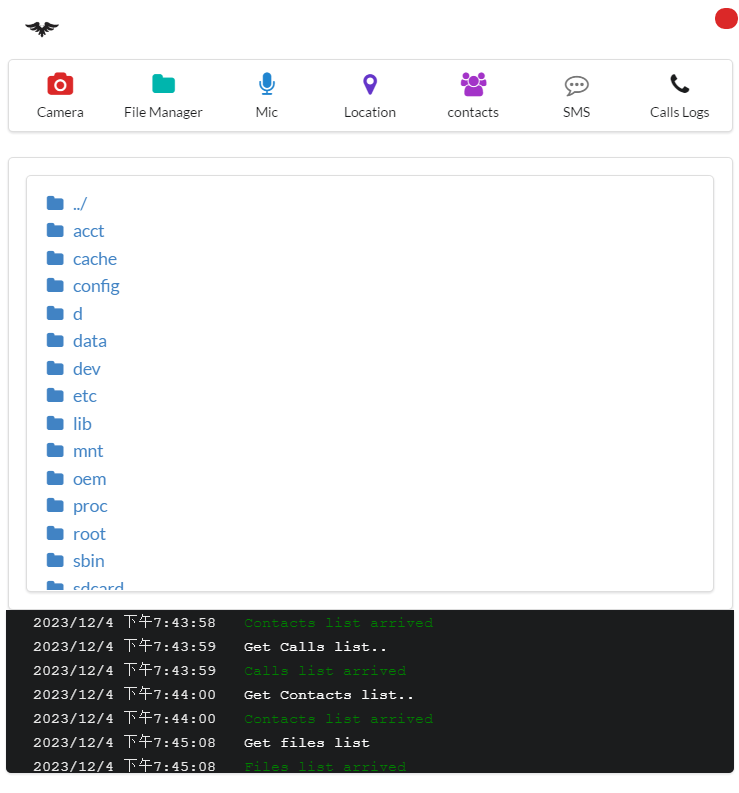 Camera File Manager Mic Location contacts SMS Calls Logs
../
acct
cache
config
d
data
dev
etc
lib
mnt
oem
proc
root
sbin
sdcard
2023/12/4 下午7:43:58 Contacts list arrived
2023/12/4 下午7:43:59 Get Calls list..
2023/12/4 下午7:43:59 Calls list arrived
2023/12/4 下午7:44:00 Get Contacts list..
2023/12/4 下午7:44:00 Contacts list arrived
2023/12/4 下午7:45:08 Get files list
2023/12/4 下午7:45:08 Files list arrived